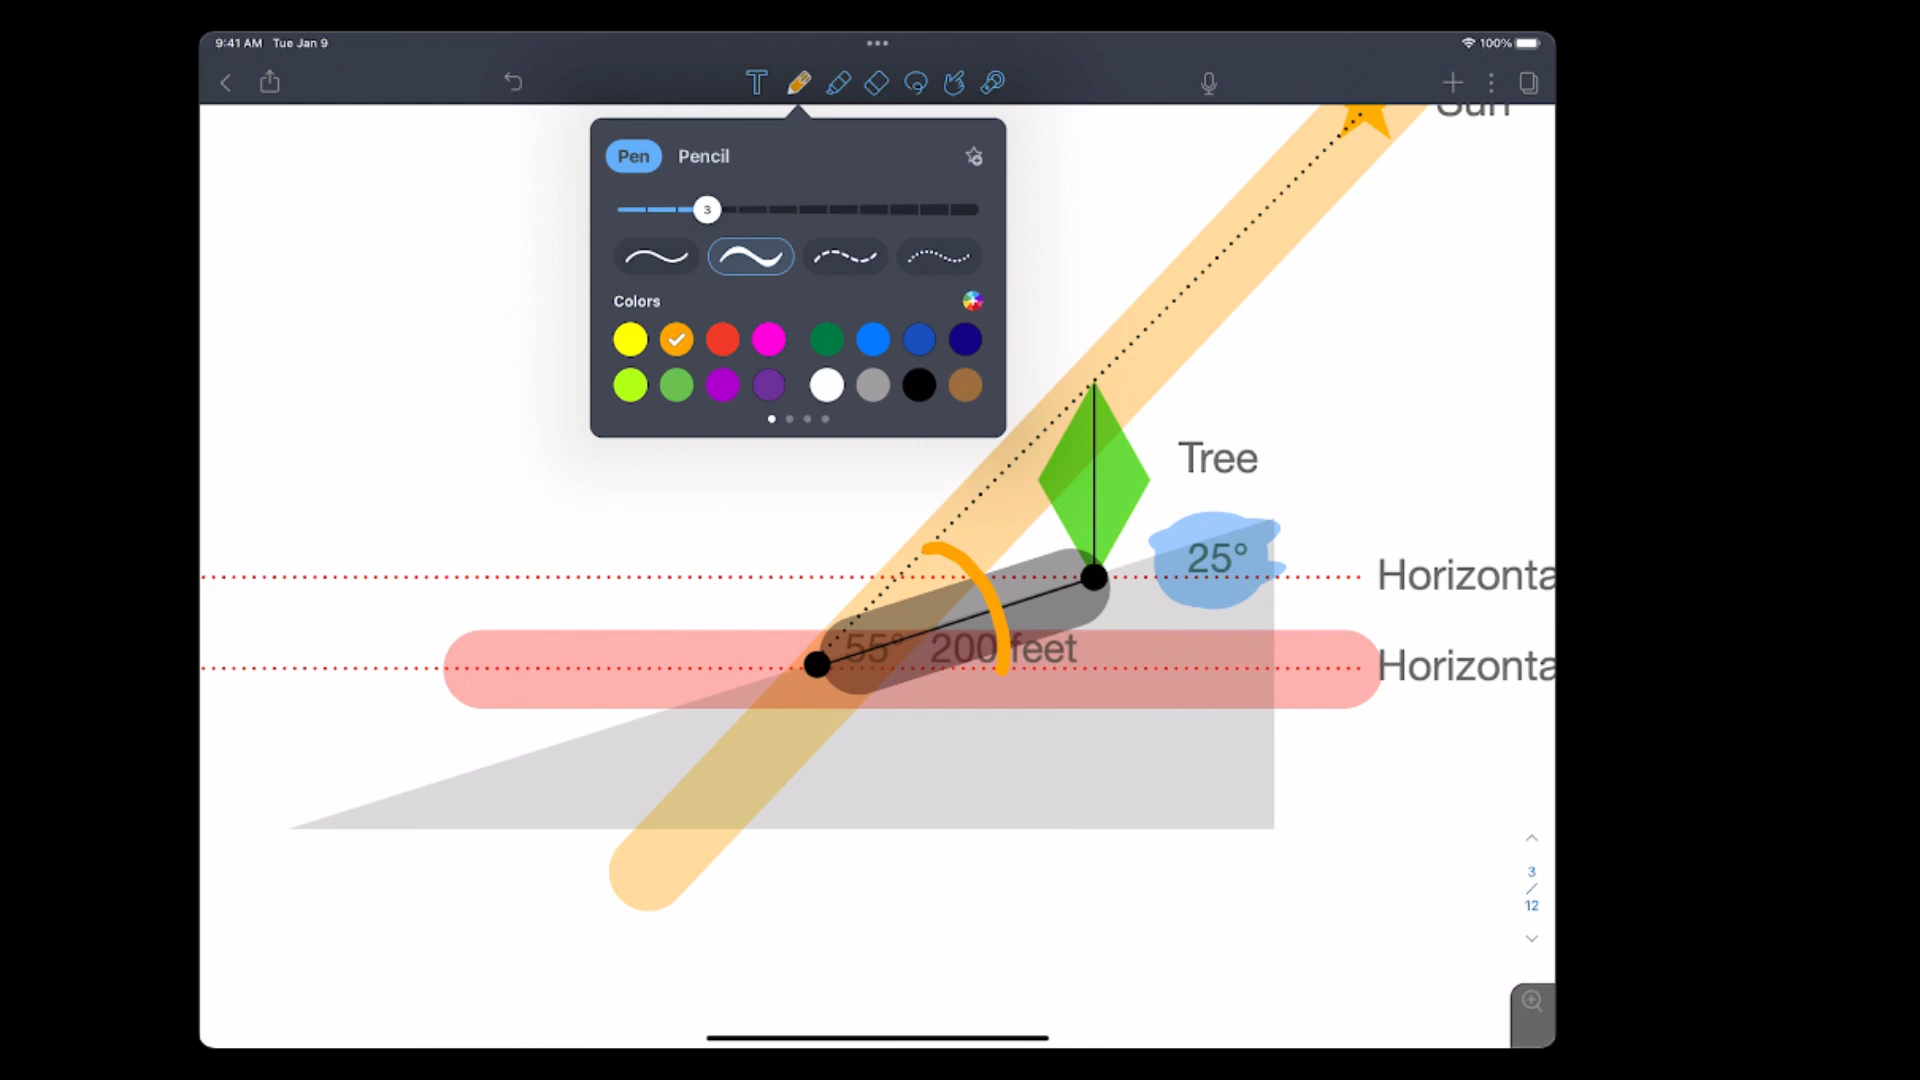 9:41 AM Tue Jan 9
100%
T
Sun
Pen Pencil
3
Colors
Tree
25°
Horizonta
55° 200 feet
Horizonta
3
/
12